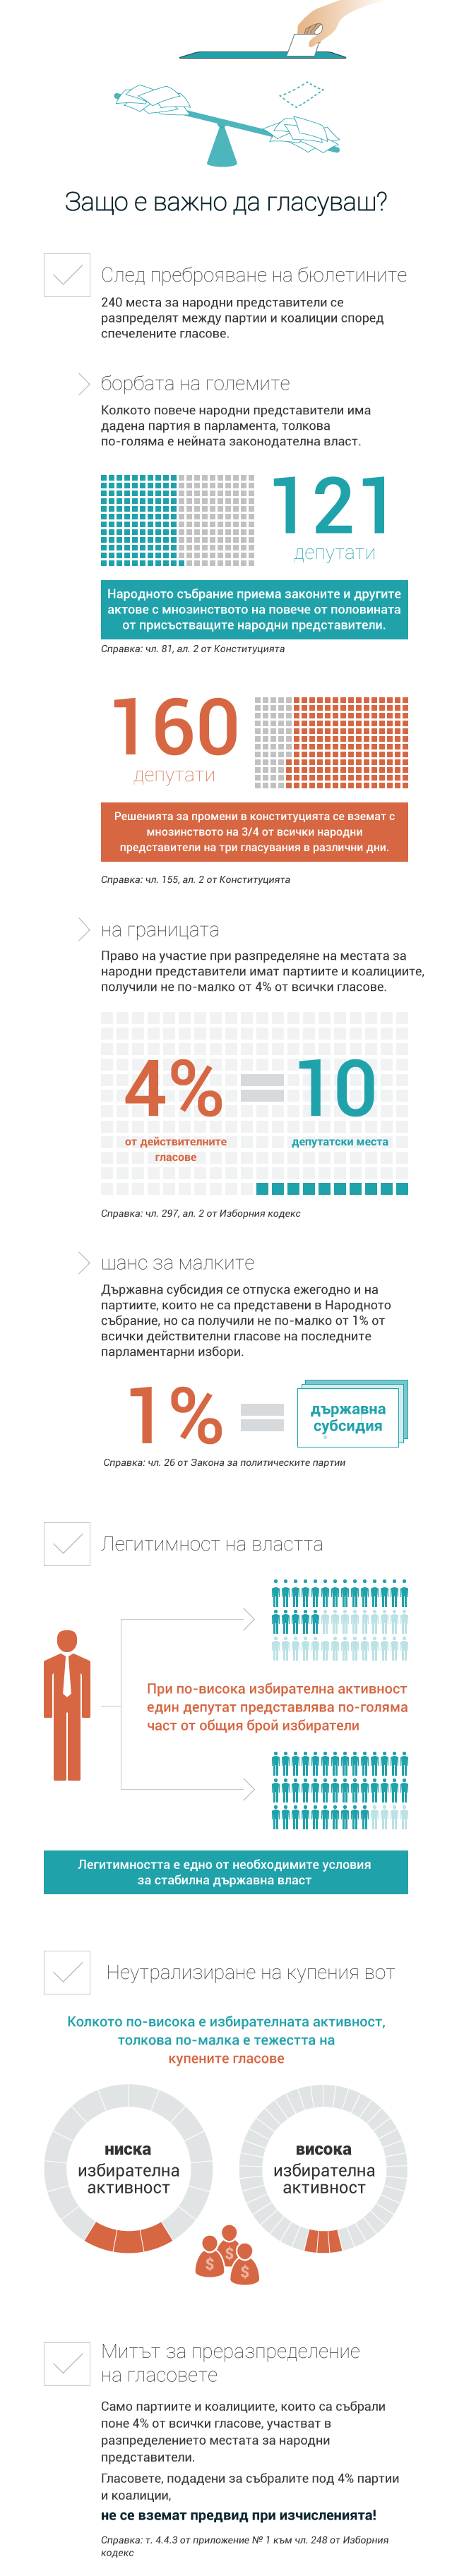 Защо е важно да гласуваш?
След преброяване на бюлетините
240 места за народни представители се
разпределят между партии и коалиции според
спечелените гласове.
борбата на големите
Колкото повече народни представители има
дадена партия в парламента, толкова
по-голяма е нейната законодателна власт.
121
депутати
Народното събрание приема законите и другите
актове с мнозинството на повече от половината
от присъстващите народни представители.
Справка: чл. 81, ал. 2 от Конституцията
160
депутати
Решенията за промени в конституцията се вземат с
мнозинството на 3/4 от всички народни
представители на три гласувания в различни дни.
Справка: чл. 155, ал. 2 от Конституцията
на границата
Право на участие при разпределяне на местата за
народни представители имат партиите и коалициите,
получили не по-малко от 4% от всички гласове.
4% = 10
от действителните
гласове
депутатски места
Справка: чл. 297, ал. 2 от Изборния кодекс
шанс за малките
Държавна субсидия се отпуска ежегодно и на
партиите, които не са представени в Народното
събрание, но са получили не по-малко от 1% от
всички действителни гласове на последните
парламентарни избори.
1% =
държавна
субсидия
Справка: чл. 26 от Закона за политическите партии
Легитимност на властта
При по-висока избирателна активност
един депутат представлява по-голяма
част от общия брой избиратели
Легитимността е едно от необходимите условия
за стабилна държавна власт
Неутрализиране на купения вот
Колкото по-висока е избирателната активност,
толкова по-малка е тежестта на
купените гласове
ниска
избирателна
активност
висока
избирателна
активност
$ $ $
Митът за преразпределение
на гласовете
Само партиите и коалициите, които са събрали
поне 4% от всички гласове, участват в
разпределението местата за народни
представители.
Гласовете, подадени за събралите под 4% партии
и коалиции,
не се вземат предвид при изчисленията!
Справка: т. 4.4.3 от приложение № 1 към чл. 248 от Изборния
кодекс